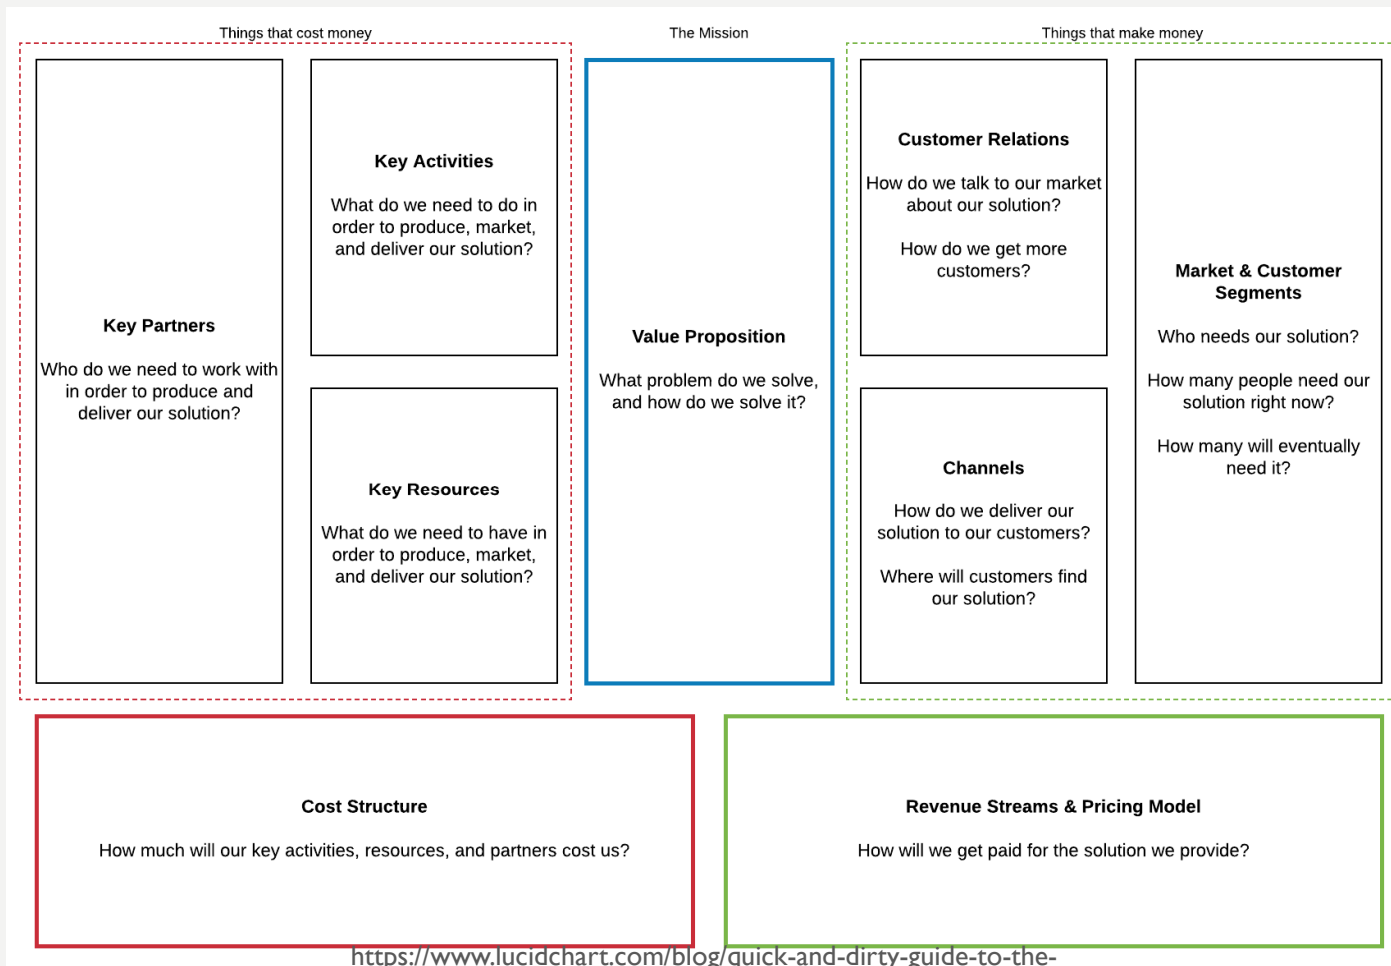 Things that cost money
The Mission
Things that make money
Key Partners
Who do we need to work with
in order to produce and
deliver our solution?
Key Activities
What do we need to do in
order to produce, market,
and deliver our solution?
Key Resources
What do we need to have in
order to produce, market,
and deliver our solution?
Value Proposition
What problem do we solve,
and how do we solve it?
Customer Relations
How do we talk to our market
about our solution?
How do we get more
customers?
Channels
How do we deliver our
solution to our customers?
Where will customers find
our solution?
Market & Customer
Segments
Who needs our solution?
How many people need our
solution right now?
How many will eventually
need it?
Cost Structure
How much will our key activities, resources, and partners cost us?
Revenue Streams & Pricing Model
How will we get paid for the solution we provide?
https://www.lucidchart.com/blog/quick-and-dirty-guide-to-the-